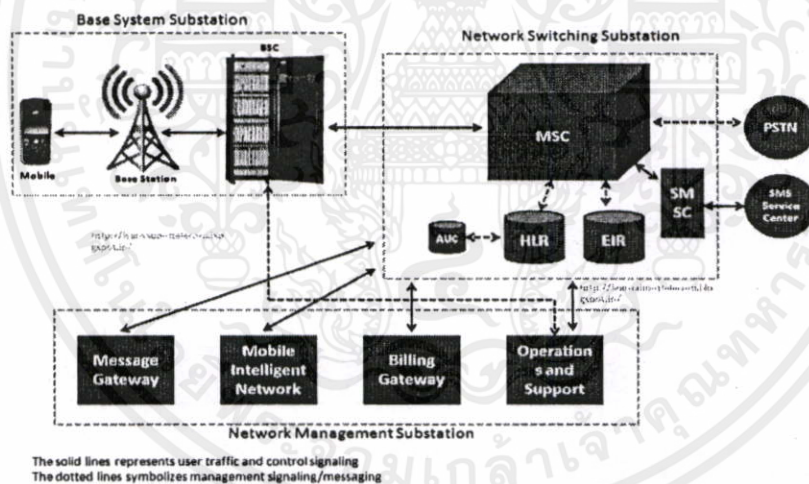 Base System Substation
Network Switching Substation
BSC
MSC
PSTN
Mobile
Base Station
SM
SC
SMS
Service
Center
AUC
HLR
EIR
Message
Gateway
Mobile
Intelligent
Network
Billing
Gateway
Operation
s and
Support
Network Management Substation
The solid lines represents user traffic and control signaling
The dotted lines symbolizes management signaling/messaging